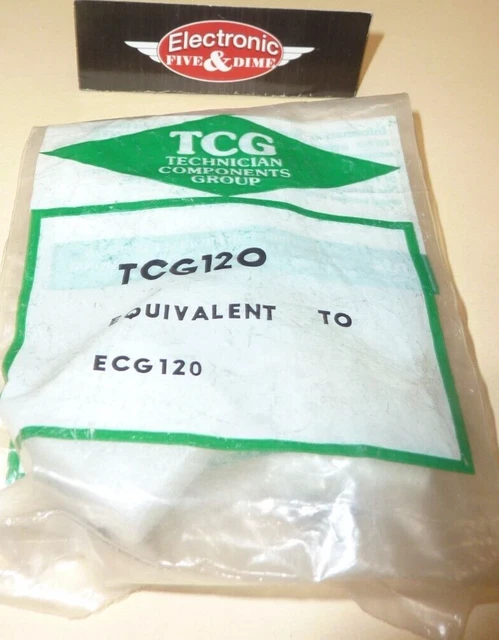 Electronic
FIVE & DIME
TCG
TECHNICIAN
COMPONENTS
GROUP
TCG120
EQUIVALENT TO
ECG120